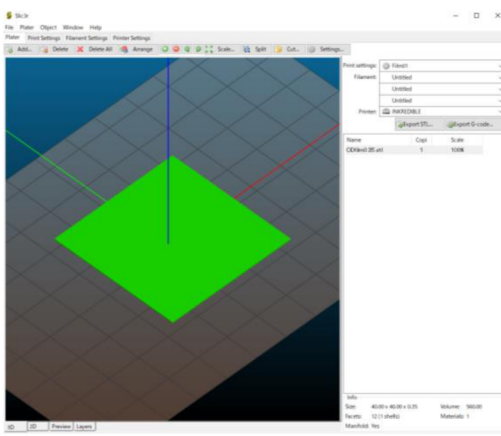 Slic3r
File Plater Object Window Help
Plater Print Settings Filament Settings Printer Settings
Add... Delete Delete All Arrange Scale... Split Cut... Settings...
Print settings:
Filament: Untitled
Untitled
Untitled
Printer: INKREDIBLE
Export STL... Export G-code...
Name Copi Scale
1 100%
Info
Size: 40.00 x 40.00 x 0.35 Volume: 560.00
Facets: 12 (1 shells) Materials: 1
Manifold: Yes
3D 2D Preview Layers